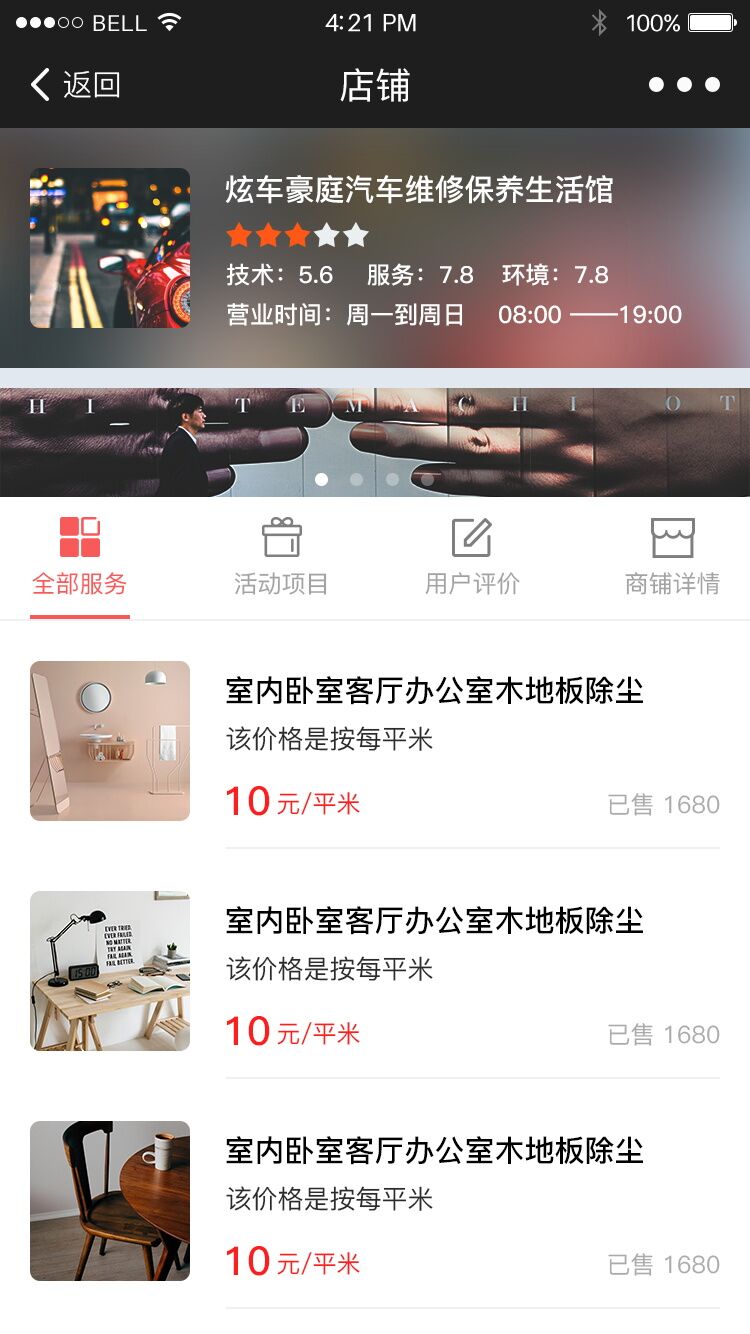 BELL 4:21 PM 100%
返回 店铺
炫车豪庭汽车维修保养生活馆
技术：5.6 服务：7.8 环境：7.8
营业时间：周一到周日 08:00 ——19:00
H I _ T E M A C H I O T
全部服务 活动项目 用户评价 商铺详情
室内卧室客厅办公室木地板除尘
该价格是按每平米
10元/平米 已售 1680
EVER TRIED.
EVER FAILED.
NO MATTER.
TRY AGAIN.
FAIL AGAIN.
FAIL BETTER.
15:00
室内卧室客厅办公室木地板除尘
该价格是按每平米
10元/平米 已售 1680
室内卧室客厅办公室木地板除尘
该价格是按每平米
10元/平米 已售 1680